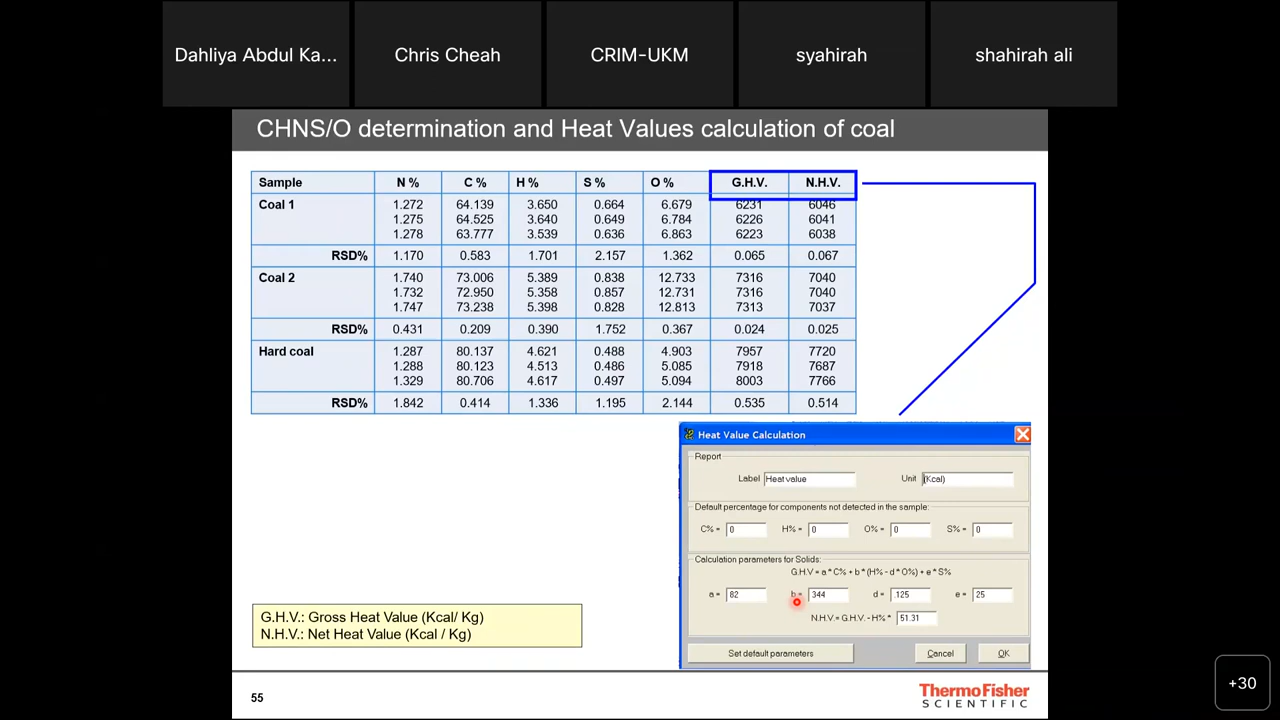 Dahliya Abdul Ka...
Chris Cheah
CRIM-UKM
syahirah
shahirah ali
CHNS/O determination and Heat Values calculation of coal
Sample N % C % H % S % O % G.H.V. N.H.V.
Coal 1 1.272 64.139 3.650 0.664 6.679 6231 6046
1.275 64.525 3.640 0.649 6.784 6226 6041
1.278 63.777 3.539 0.636 6.863 6223 6038
RSD% 1.170 0.583 1.701 2.157 1.362 0.065 0.067
Coal 2 1.740 73.006 5.389 0.838 12.733 7316 7040
1.732 72.950 5.358 0.857 12.731 7316 7040
1.747 73.238 5.398 0.828 12.813 7313 7037
RSD% 0.431 0.209 0.390 1.752 0.367 0.024 0.025
Hard coal 1.287 80.137 4.621 0.488 4.903 7957 7720
1.288 80.123 4.513 0.486 5.085 7918 7687
1.329 80.706 4.617 0.497 5.094 8003 7766
RSD% 1.842 0.414 1.336 1.195 2.144 0.535 0.514
Heat Value Calculation
Report
Label Heat value Unit (Kcal)
Default percentage for components not detected in the sample:
C% = 0 H% = 0 O% = 0 S% = 0
Calculation parameters for Solids:
G.H.V = a * C% + b * (H% - d * O%) + e * S%
a = 82 b = 344 d = .125 e = 25
N.H.V. = G.H.V. - H% * 51.31
Set default parameters Cancel OK
G.H.V.: Gross Heat Value (Kcal/ Kg)
N.H.V.: Net Heat Value (Kcal / Kg)
55
ThermoFisher
SCIENTIFIC
+30